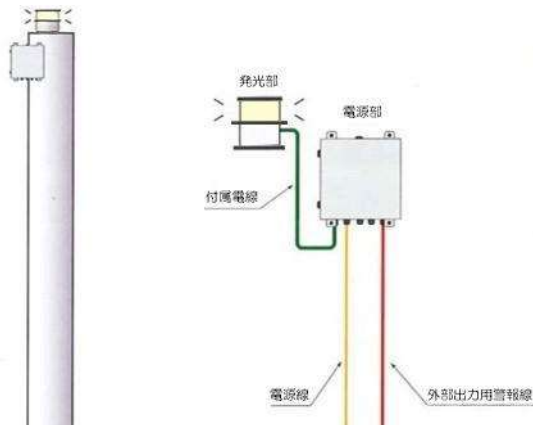 発光部
電源部
付属電線
電源線
外部出力用警報線